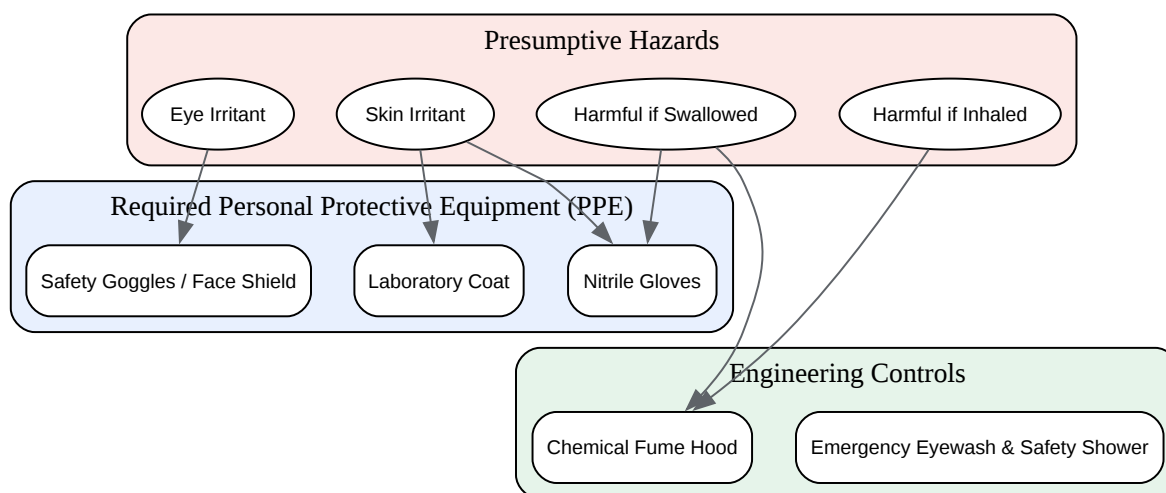 Presumptive Hazards
Eye Irritant
Skin Irritant
Harmful if Swallowed
Harmful if Inhaled
Required Personal Protective Equipment (PPE)
Safety Goggles / Face Shield
Laboratory Coat
Nitrile Gloves
Engineering Controls
Chemical Fume Hood
Emergency Eyewash & Safety Shower